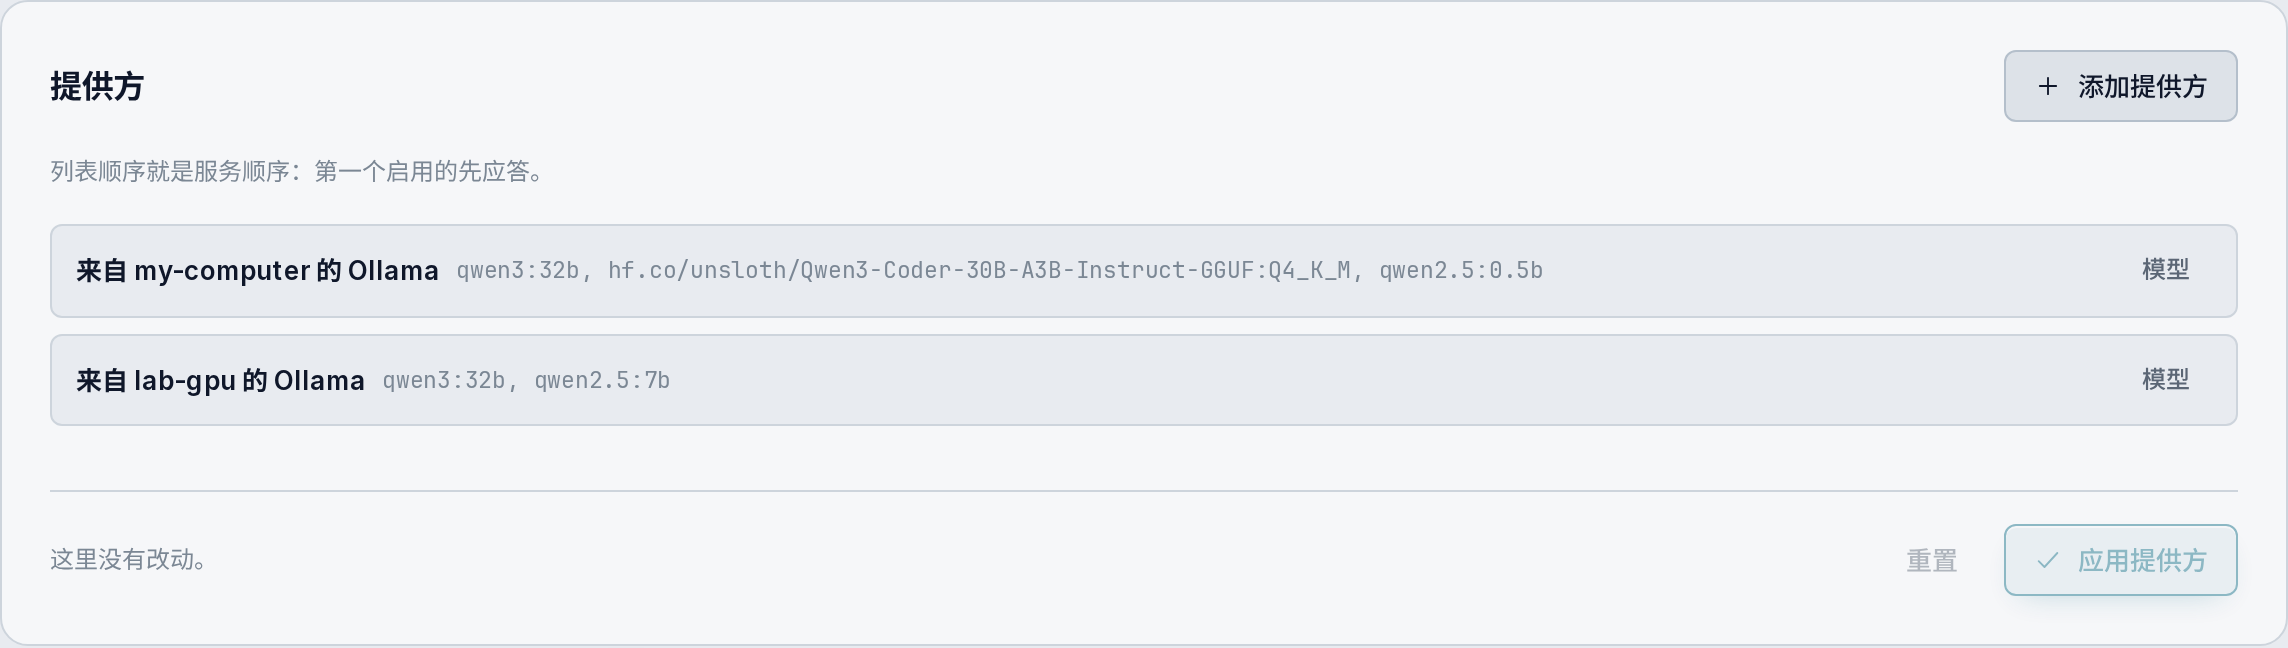 提供方
添加提供方
列表顺序就是服务顺序：第一个启用的先应答。
来自 my-computer 的 Ollama qwen3:32b, hf.co/unsloth/Qwen3-Coder-30B-A3B-Instruct-GGUF:Q4_K_M, qwen2.5:0.5b 模型
来自 lab-gpu 的 Ollama qwen3:32b, qwen2.5:7b 模型
这里没有改动。 重置 应用提供方